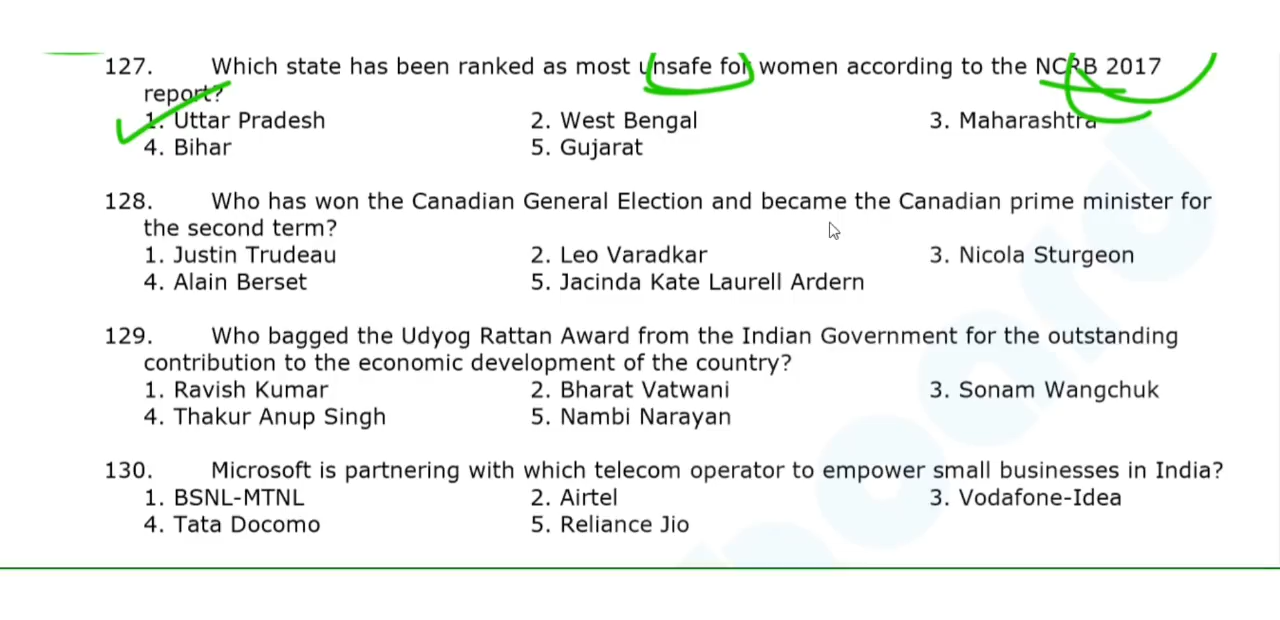 127. Which state has been ranked as most unsafe for women according to the NCRB 2017
report?
1. Uttar Pradesh 2. West Bengal 3. Maharashtra
4. Bihar 5. Gujarat
128. Who has won the Canadian General Election and became the Canadian prime minister for
the second term?
1. Justin Trudeau 2. Leo Varadkar 3. Nicola Sturgeon
4. Alain Berset 5. Jacinda Kate Laurell Ardern
129. Who bagged the Udyog Rattan Award from the Indian Government for the outstanding
contribution to the economic development of the country?
1. Ravish Kumar 2. Bharat Vatwani 3. Sonam Wangchuk
4. Thakur Anup Singh 5. Nambi Narayan
130. Microsoft is partnering with which telecom operator to empower small businesses in India?
1. BSNL-MTNL 2. Airtel 3. Vodafone-Idea
4. Tata Docomo 5. Reliance Jio